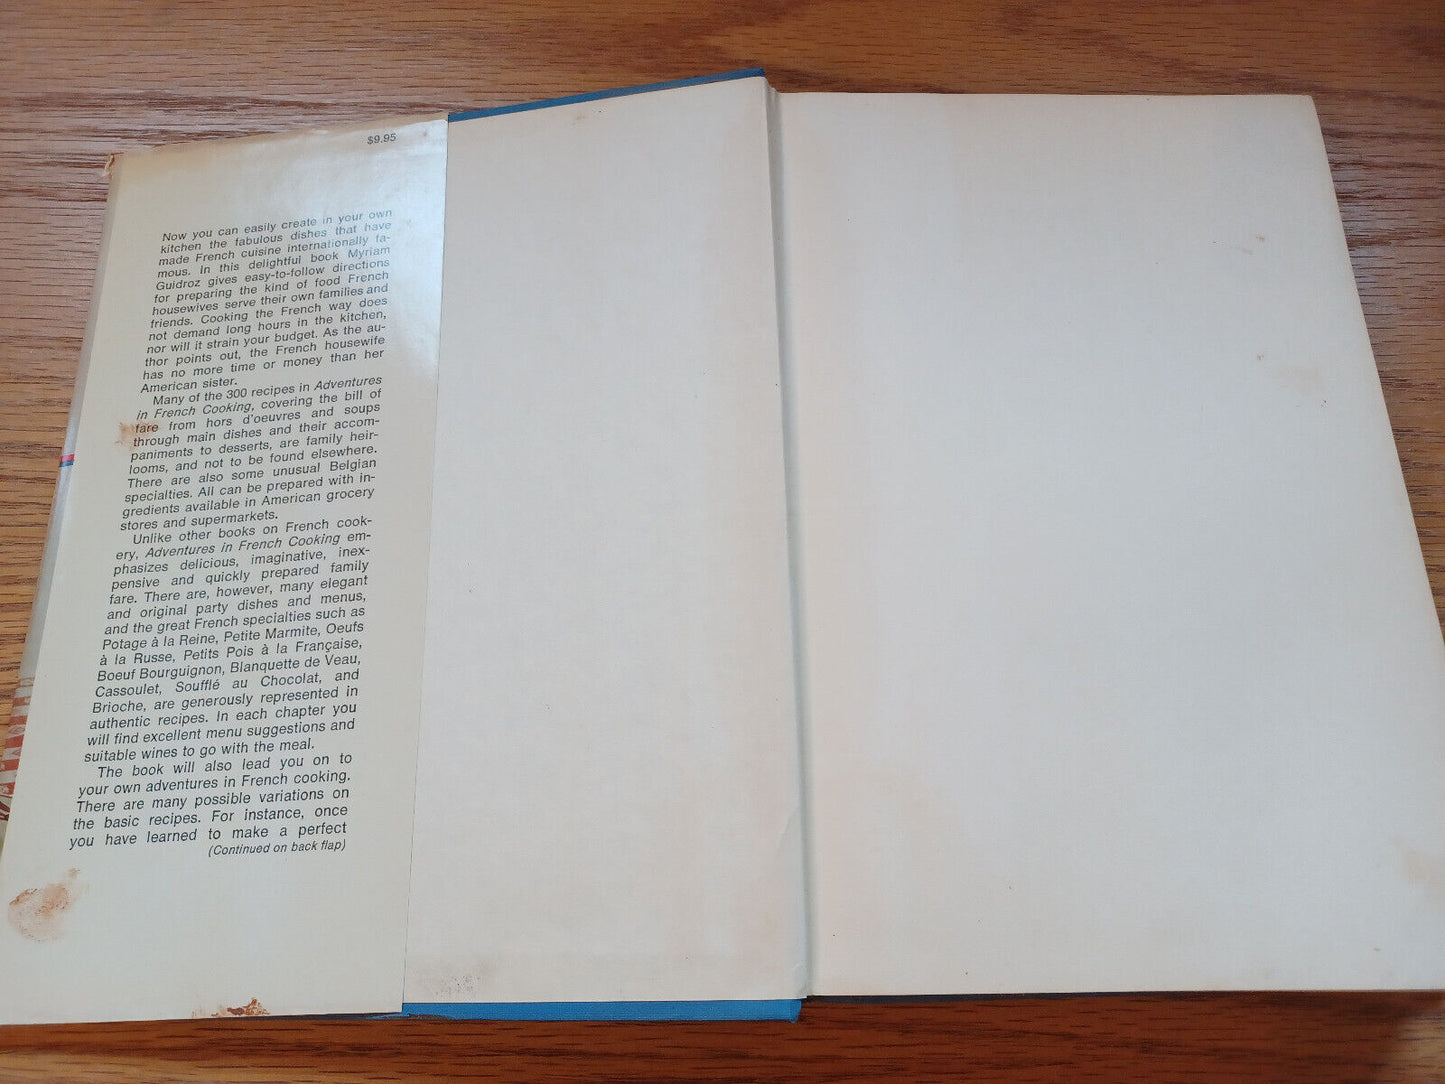 $9.95
Now you can easily create in your own
kitchen the fabulous dishes that have
made French cuisine internationally fa-
mous. In this delightful book Myriam
Guidroz gives easy-to-follow directions
for preparing the kind of food French
housewives serve their own families and
friends. Cooking the French way does
not demand long hours in the kitchen,
nor will it strain your budget. As the au-
thor points out, the French housewife
has no more time or money than her
American sister.
Many of the 300 recipes in Adventures
in French Cooking, covering the bill of
fare from hors d'oeuvres and soups
through main dishes and their accom-
paniments to desserts, are family heir-
looms, and not to be found elsewhere.
There are also some unusual Belgian
specialties. All can be prepared with in-
gredients available in American grocery
stores and supermarkets.
Unlike other books on French cook-
ery, Adventures in French Cooking em-
phasizes delicious, imaginative, inex-
pensive and quickly prepared family
fare. There are, however, many elegant
and original party dishes and menus,
and the great French specialties such as
Potage à la Reine, Petite Marmite, Oeufs
à la Russe, Petits Pois à la Française,
Boeuf Bourguignon, Blanquette de Veau,
Cassoulet, Soufflé au Chocolat, and
Brioche, are generously represented in
authentic recipes. In each chapter you
will find excellent menu suggestions and
suitable wines to go with the meal.
The book will also lead you on to
your own adventures in French cooking.
There are many possible variations on
the basic recipes. For instance, once
you have learned to make a perfect
(Continued on back flap)